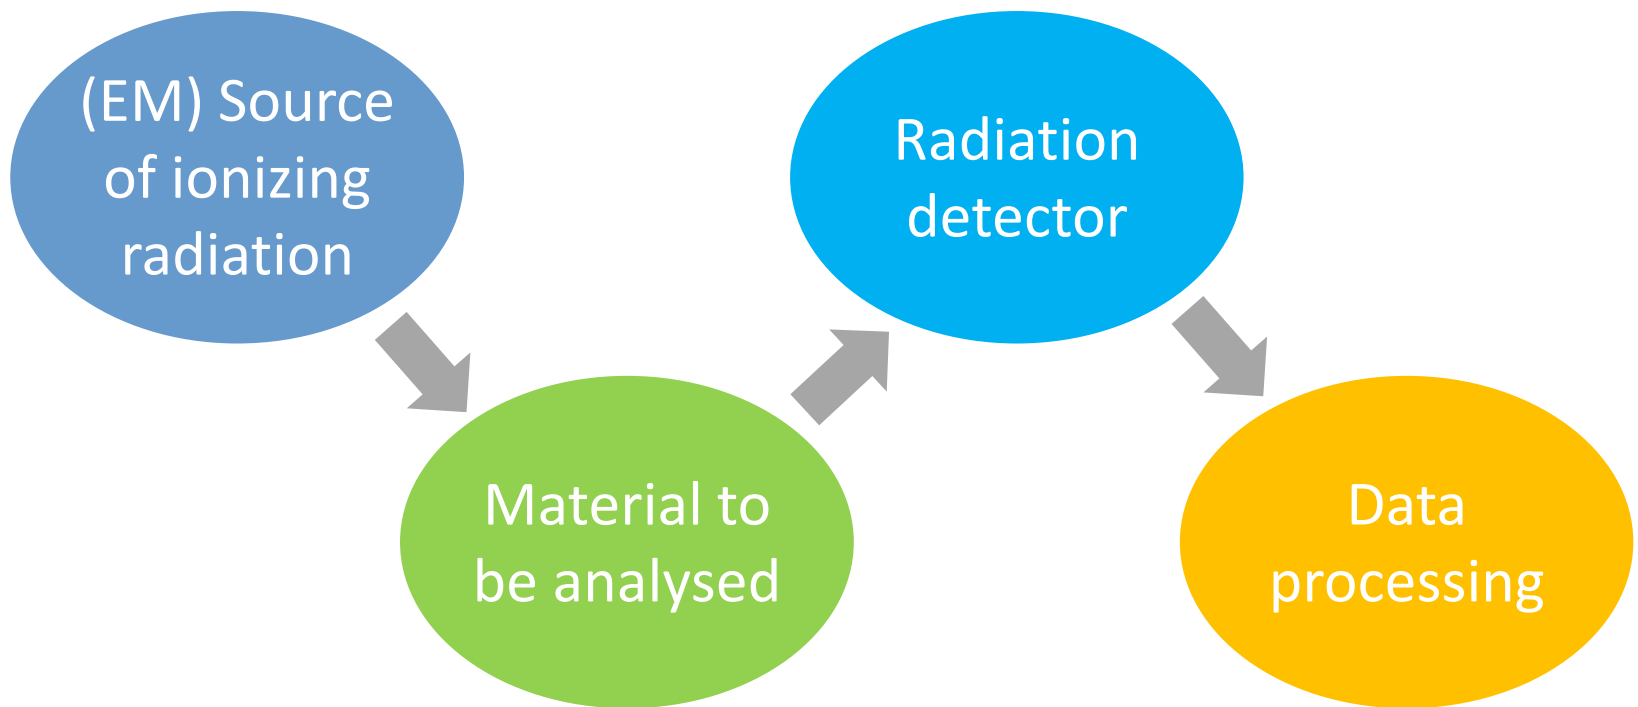 (EM) Source
of ionizing
radiation
Material to
be analysed
Radiation
detector
Data
processing